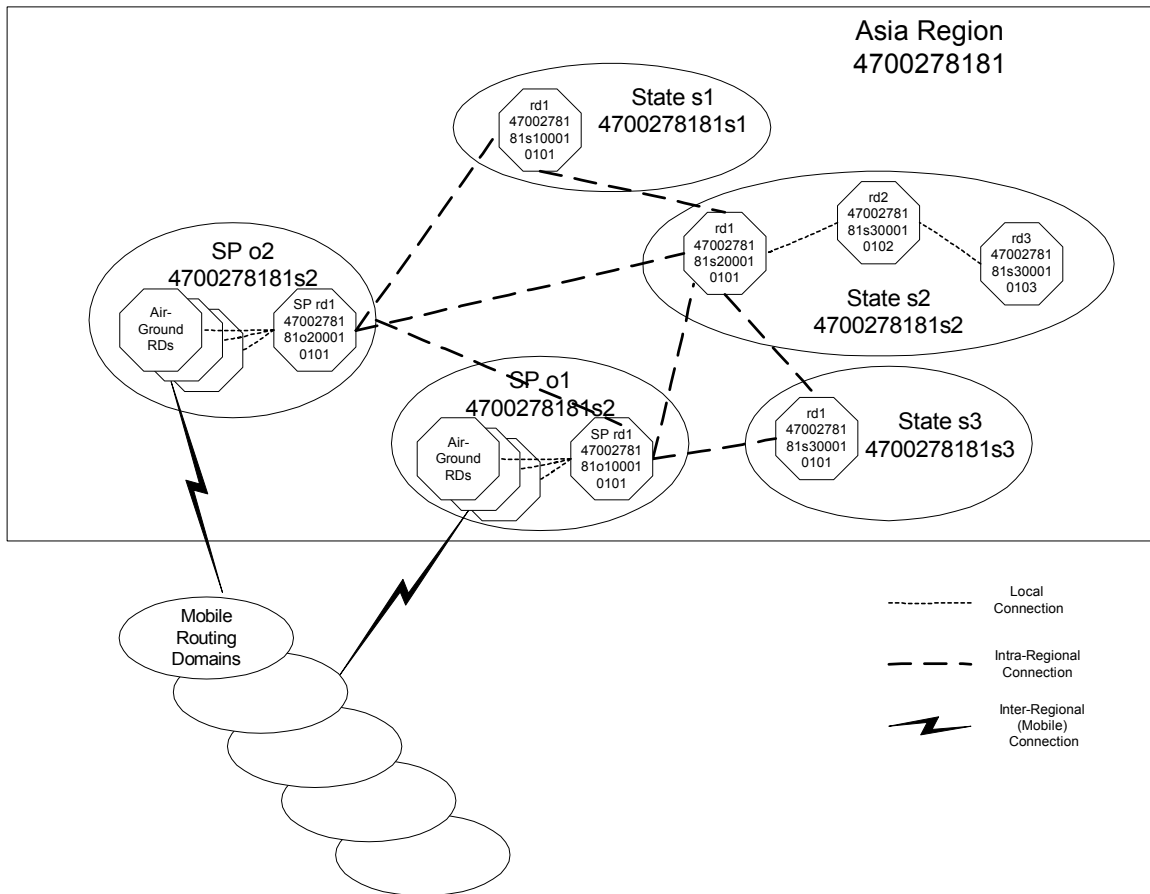 Asia Region
4700278181
State s1
4700278181s1
rd1
47002781
81s10001
0101
rd1
47002781
81s20001
0101
rd2
47002781
81s30001
0102
rd3
47002781
81s30001
0103
State s2
4700278181s2
SP o2
4700278181s2
Air-
Ground
RDs
SP rd1
47002781
81o20001
0101
SP o1
4700278181s2
Air-
Ground
RDs
SP rd1
47002781
81o10001
0101
rd1
47002781
81s30001
0101
State s3
4700278181s3
Mobile
Routing
Domains
Local
Connection
Intra-Regional
Connection
Inter-Regional
(Mobile)
Connection